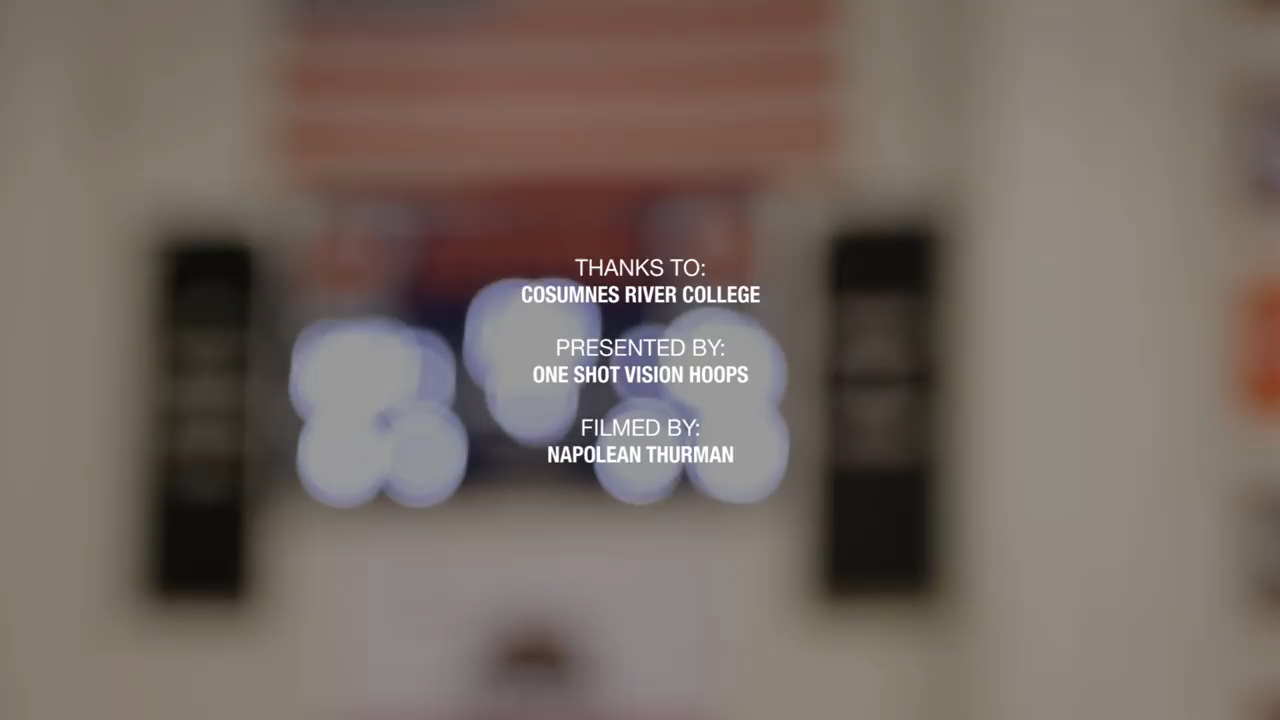 THANKS TO:
COSUMNES RIVER COLLEGE
PRESENTED BY:
ONE SHOT VISION HOOPS
FILMED BY:
NAPOLEAN THURMAN